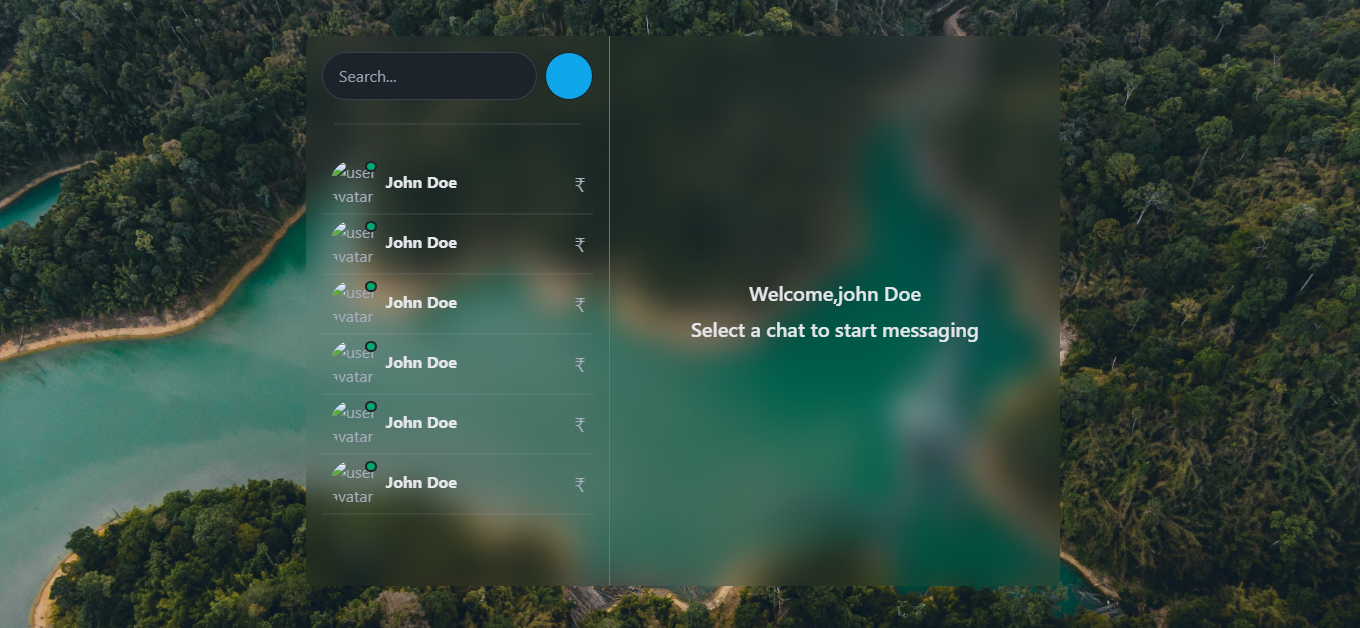 Search...
user
avatar
John Doe
₹
user
avatar
John Doe
₹
user
avatar
John Doe
₹
user
avatar
John Doe
₹
user
avatar
John Doe
₹
user
avatar
John Doe
₹
Welcome,john Doe
Select a chat to start messaging